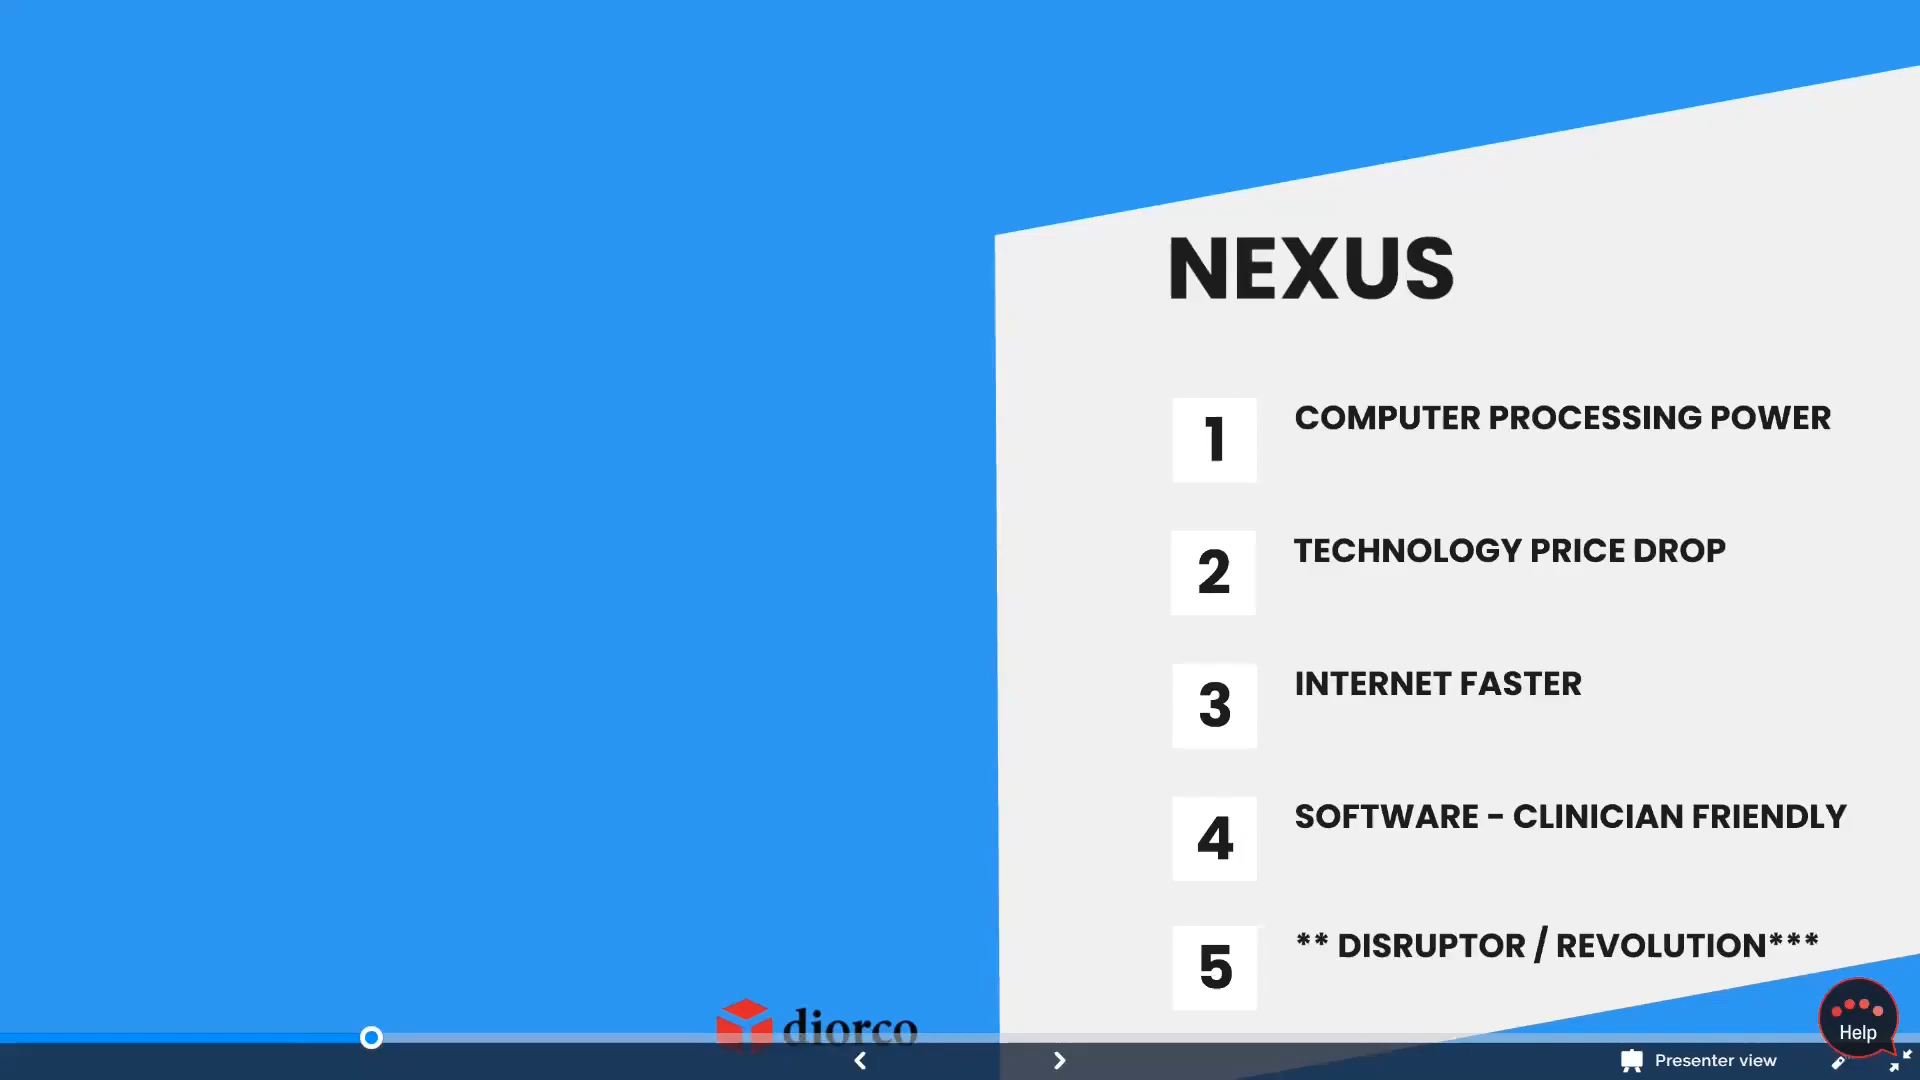 NEXUS
1 COMPUTER PROCESSING POWER
2 TECHNOLOGY PRICE DROP
3 INTERNET FASTER
4 SOFTWARE - CLINICIAN FRIENDLY
5 ** DISRUPTOR / REVOLUTION***
diorco
Help
Presenter view